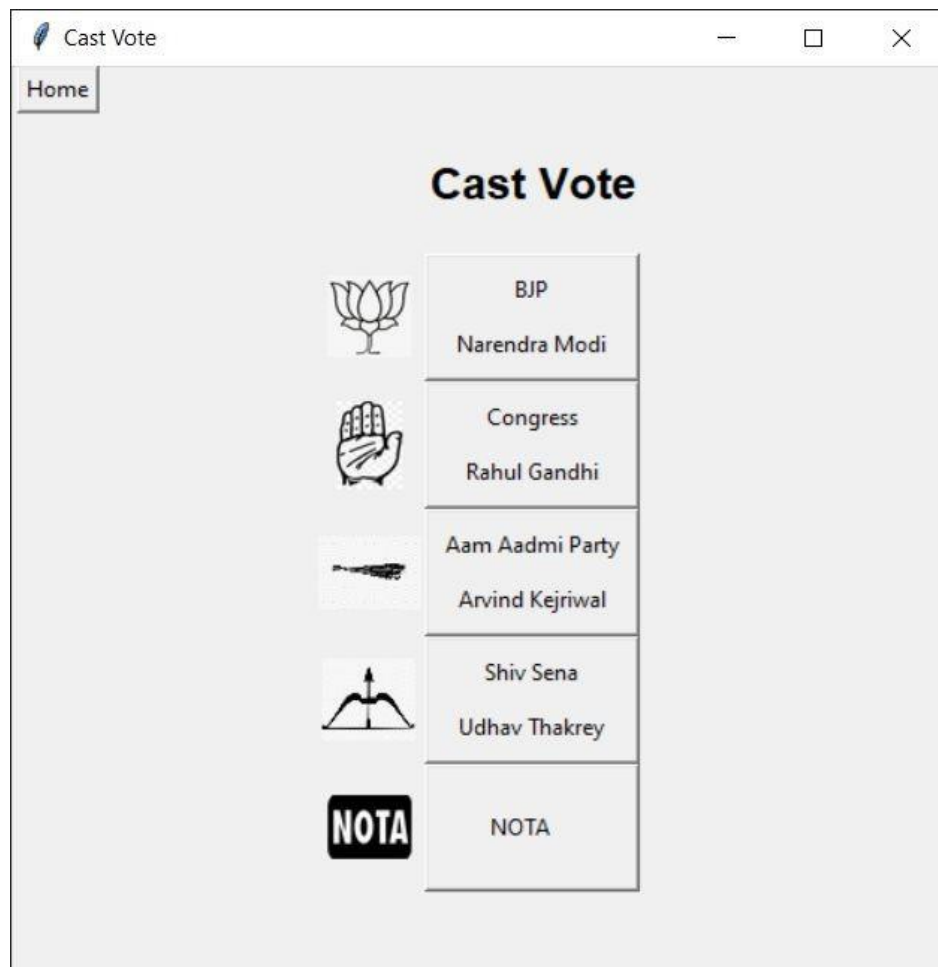 Cast Vote
Home
Cast Vote
BJP
Narendra Modi
Congress
Rahul Gandhi
Aam Aadmi Party
Arvind Kejriwal
Shiv Sena
Udhav Thakrey
NOTA
NOTA